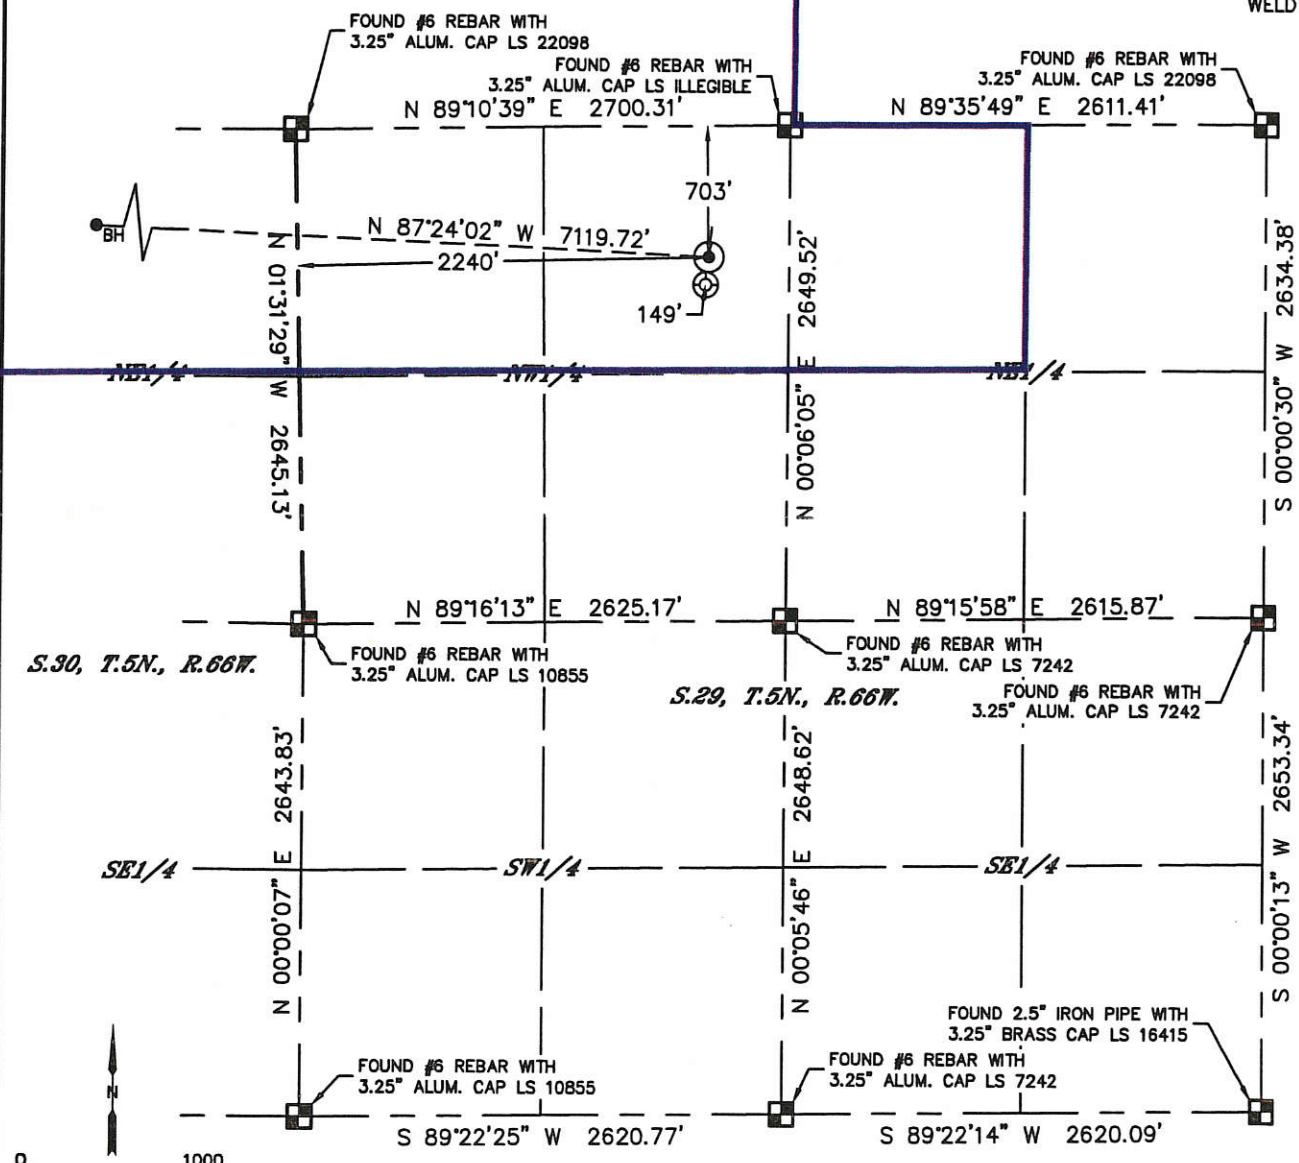 WELD
FOUND #6 REBAR WITH
3.25" ALUM. CAP LS 22098
FOUND #6 REBAR WITH
3.25" ALUM. CAP LS ILLEGIBLE
FOUND #6 REBAR WITH
3.25" ALUM. CAP LS 22098
N 89°10'39" E 2700.31'
N 89°35'49" E 2611.41'
703'
BH
N 87°24'02" W 7119.72'
2240'
149'
N 01°31'29" W 2645.13'
N 00°06'05" E 2649.52'
S 00°00'30" W 2634.38'
NE1/4
NW1/4
NE1/4
N 89°16'13" E 2625.17'
N 89°15'58" E 2615.87'
FOUND #6 REBAR WITH
3.25" ALUM. CAP LS 10855
FOUND #6 REBAR WITH
3.25" ALUM. CAP LS 7242
FOUND #6 REBAR WITH
3.25" ALUM. CAP LS 7242
S.30, T.5N., R.66W.
S.29, T.5N., R.66W.
N 00°00'07" E 2643.83'
N 00°05'46" E 2648.62'
S 00°00'13" W 2653.34'
SE1/4
SW1/4
SE1/4
FOUND 2.5" IRON PIPE WITH
3.25" BRASS CAP LS 16415
FOUND #6 REBAR WITH
3.25" ALUM. CAP LS 10855
FOUND #6 REBAR WITH
3.25" ALUM. CAP LS 7242
N
S 89°22'25" W 2620.77'
S 89°22'14" W 2620.09'
0 1000